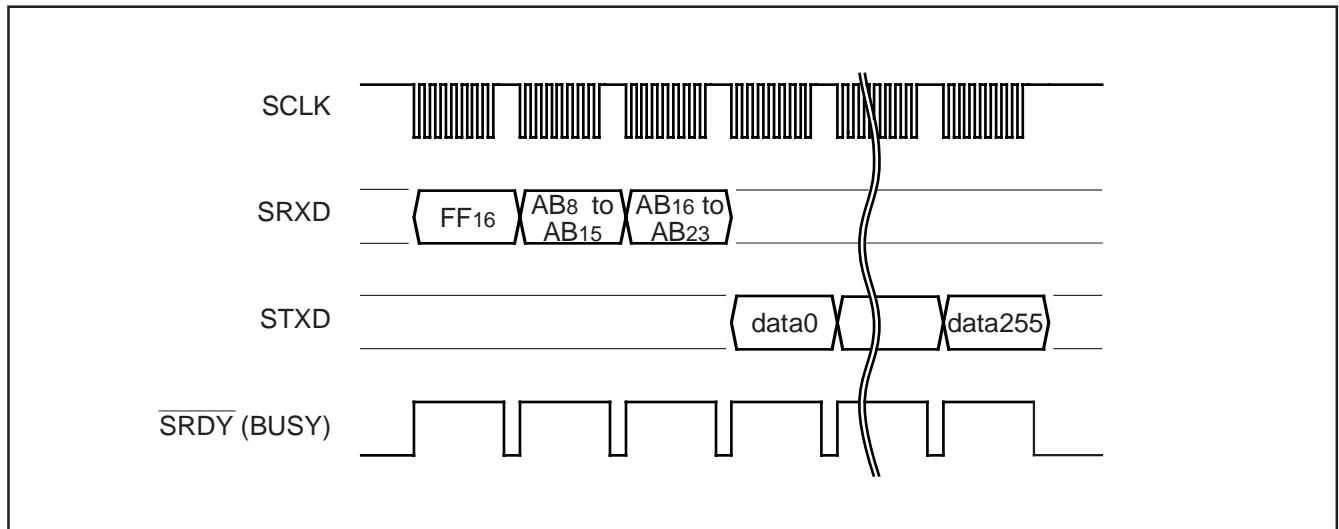 SCLK
SRXD
FF16
AB8 to
AB15
AB16 to
AB23
STXD
data0
data255
SRDY (BUSY)